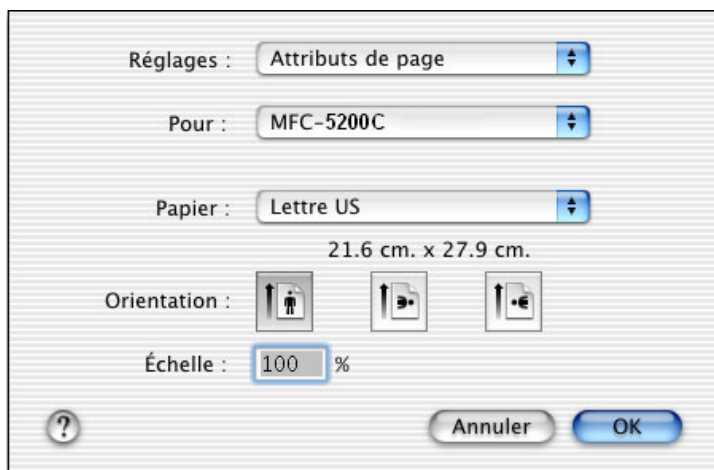 Réglages : Attributs de page
Pour : MFC-5200C
Papier : Lettre US
21.6 cm. x 27.9 cm.
Orientation :
Échelle : 100 %
? Annuler OK